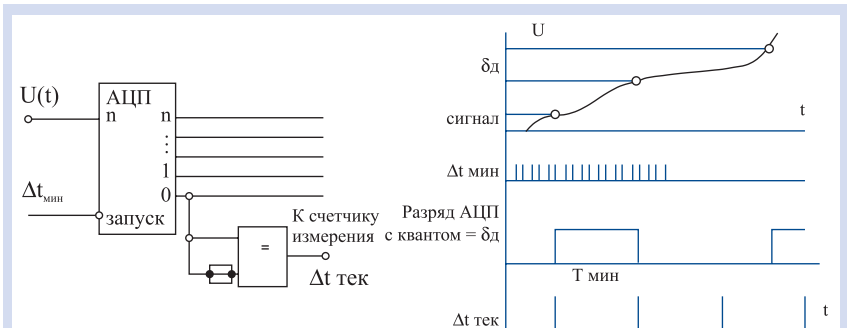 U(t)
АЦП
n
n
1
0
Δtмин
запуск
К счетчику
измерения
=
Δt тек
U
δд
сигнал
t
Δt мин
Разряд АЦП
с квантом = δд
T мин
Δt тек
t